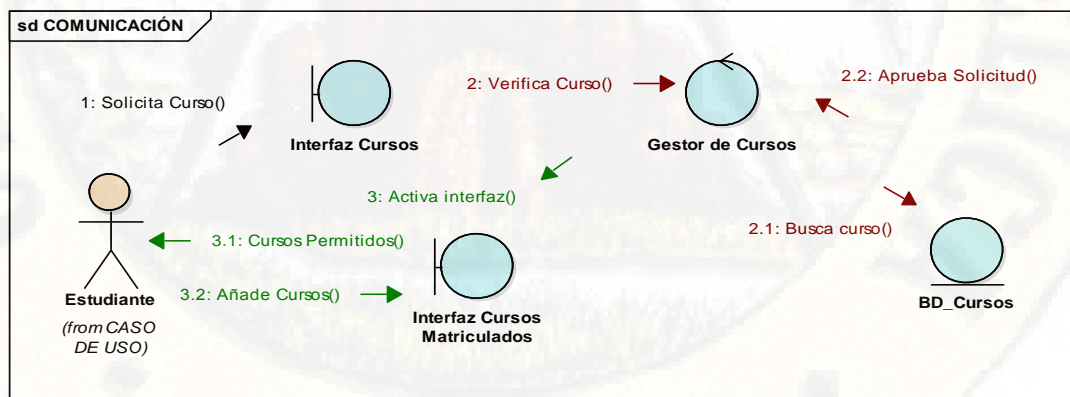 sd COMUNICACIÓN
1: Solicita Curso()
Interfaz Cursos
2: Verifica Curso()
Gestor de Cursos
2.2: Aprueba Solicitud()
3: Activa interfaz()
2.1: Busca curso()
BD_Cursos
3.1: Cursos Permitidos()
3.2: Añade Cursos()
Interfaz Cursos
Matriculados
Estudiante
(from CASO
DE USO)